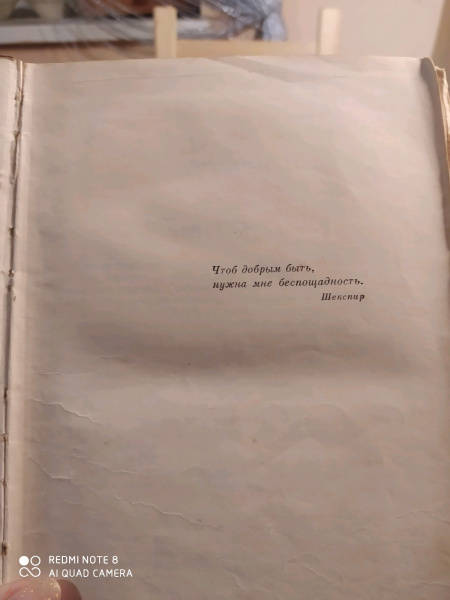 Чтоб добрым быть,
нужна мне беспощадность.
Шекспир
REDMI NOTE 8
AI QUAD CAMERA